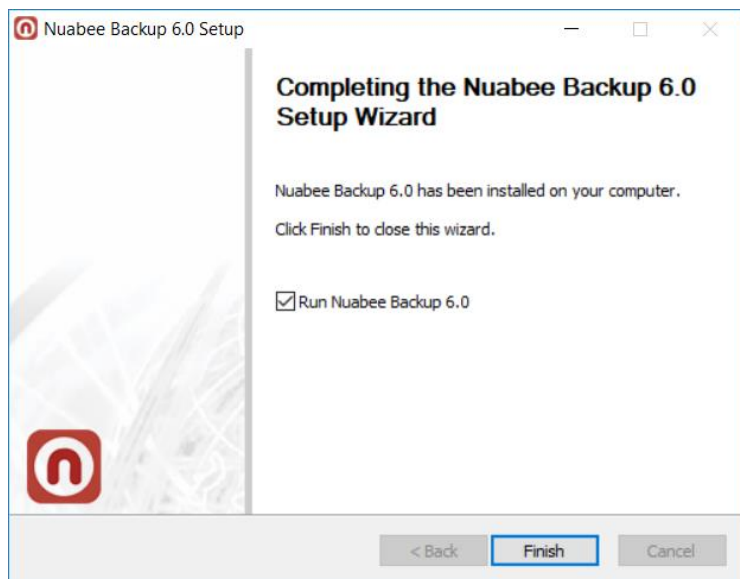 Nuabee Backup 6.0 Setup
Completing the Nuabee Backup 6.0
Setup Wizard
Nuabee Backup 6.0 has been installed on your computer.
Click Finish to close this wizard.
Run Nuabee Backup 6.0
n
< Back
Finish
Cancel